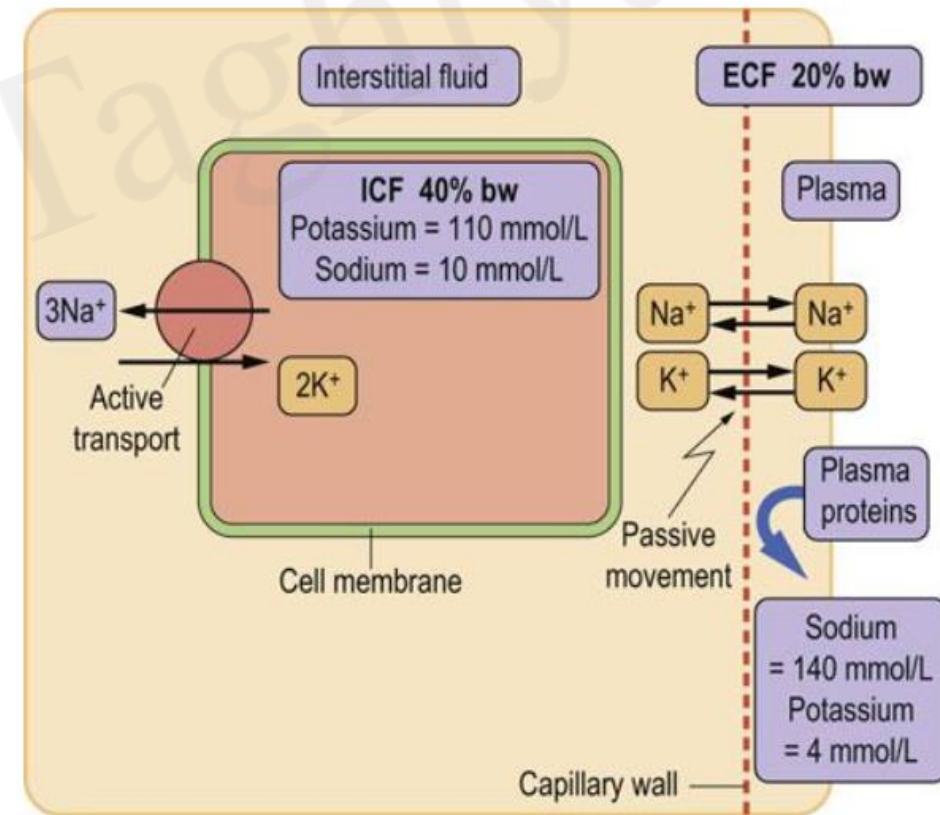 Interstitial fluid
ECF 20% bw
ICF 40% bw
Potassium = 110 mmol/L
Sodium = 10 mmol/L
Plasma
3Na⁺
Active
transport
2K⁺
Na⁺
Na⁺
K⁺
K⁺
Plasma
proteins
Passive
movement
Cell membrane
Sodium
= 140 mmol/L
Potassium
= 4 mmol/L
Capillary wall